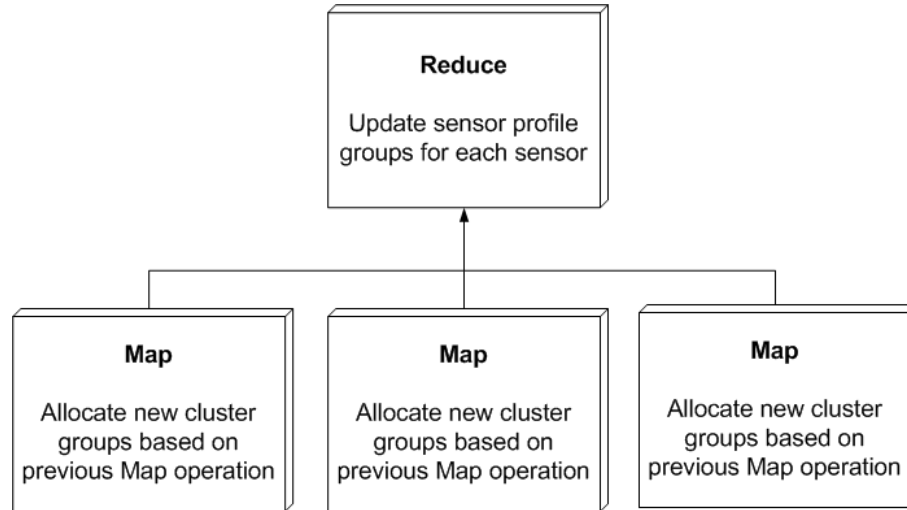 Reduce
Update sensor profile
groups for each sensor
Map
Allocate new cluster
groups based on
previous Map operation
Map
Allocate new cluster
groups based on
previous Map operation
Map
Allocate new cluster
groups based on
previous Map operation